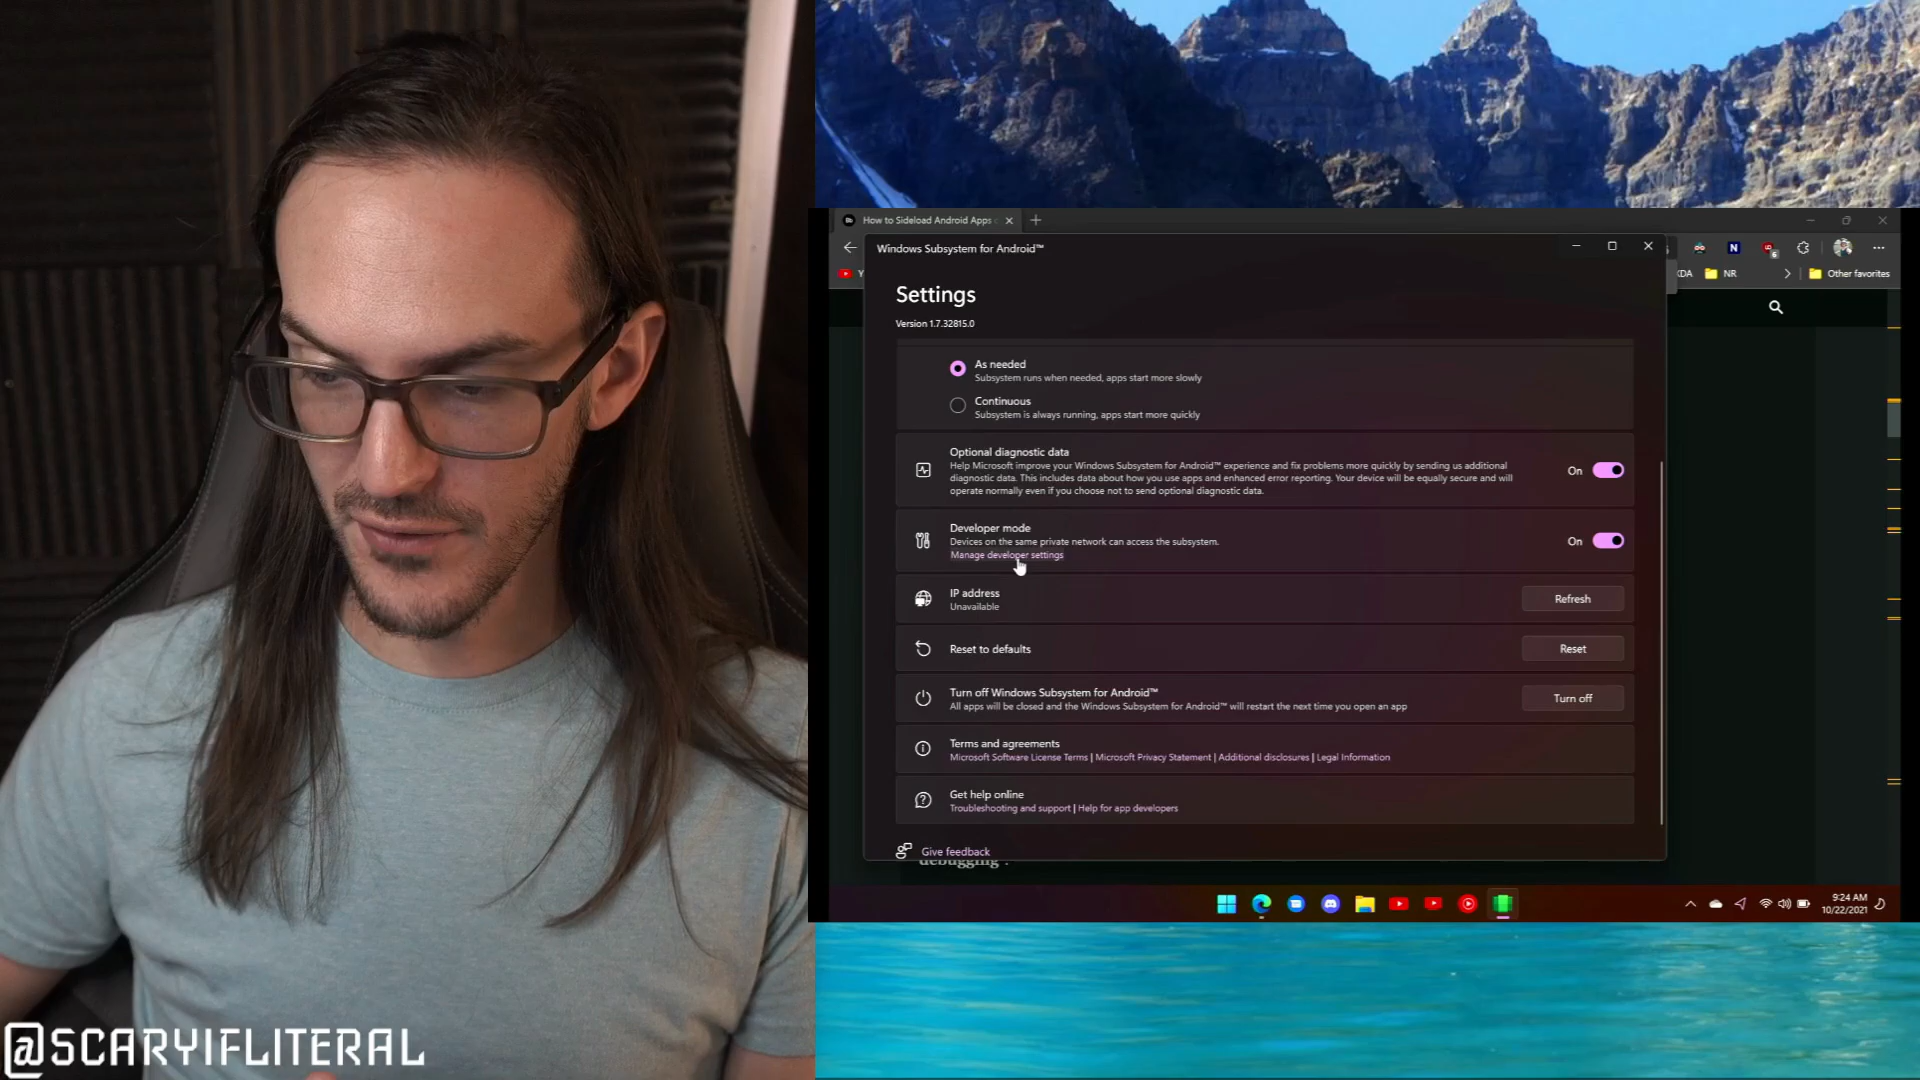 How to Sideload Android Apps
N
6
Y
DA
NR
Other favorites
Windows Subsystem for Android™
Settings
Version 1.7.32815.0
As needed
Subsystem runs when needed, apps start more slowly
Continuous
Subsystem is always running, apps start more quickly
Optional diagnostic data
Help Microsoft improve your Windows Subsystem for Android™ experience and fix problems more quickly by sending us additional
diagnostic data. This includes data about how you use apps and enhanced error reporting. Your device will be equally secure and will
operate normally even if you choose not to send optional diagnostic data.
On
Developer mode
Devices on the same private network can access the subsystem.
Manage developer settings
On
IP address
Unavailable
Refresh
Reset to defaults
Reset
Turn off Windows Subsystem for Android™
All apps will be closed and the Windows Subsystem for Android™ will restart the next time you open an app
Turn off
Terms and agreements
Microsoft Software License Terms | Microsoft Privacy Statement | Additional disclosures | Legal Information
Get help online
Troubleshooting and support | Help for app developers
Give feedback
debugging".
9:24 AM
10/22/2021
@SCARYIFLITERAL